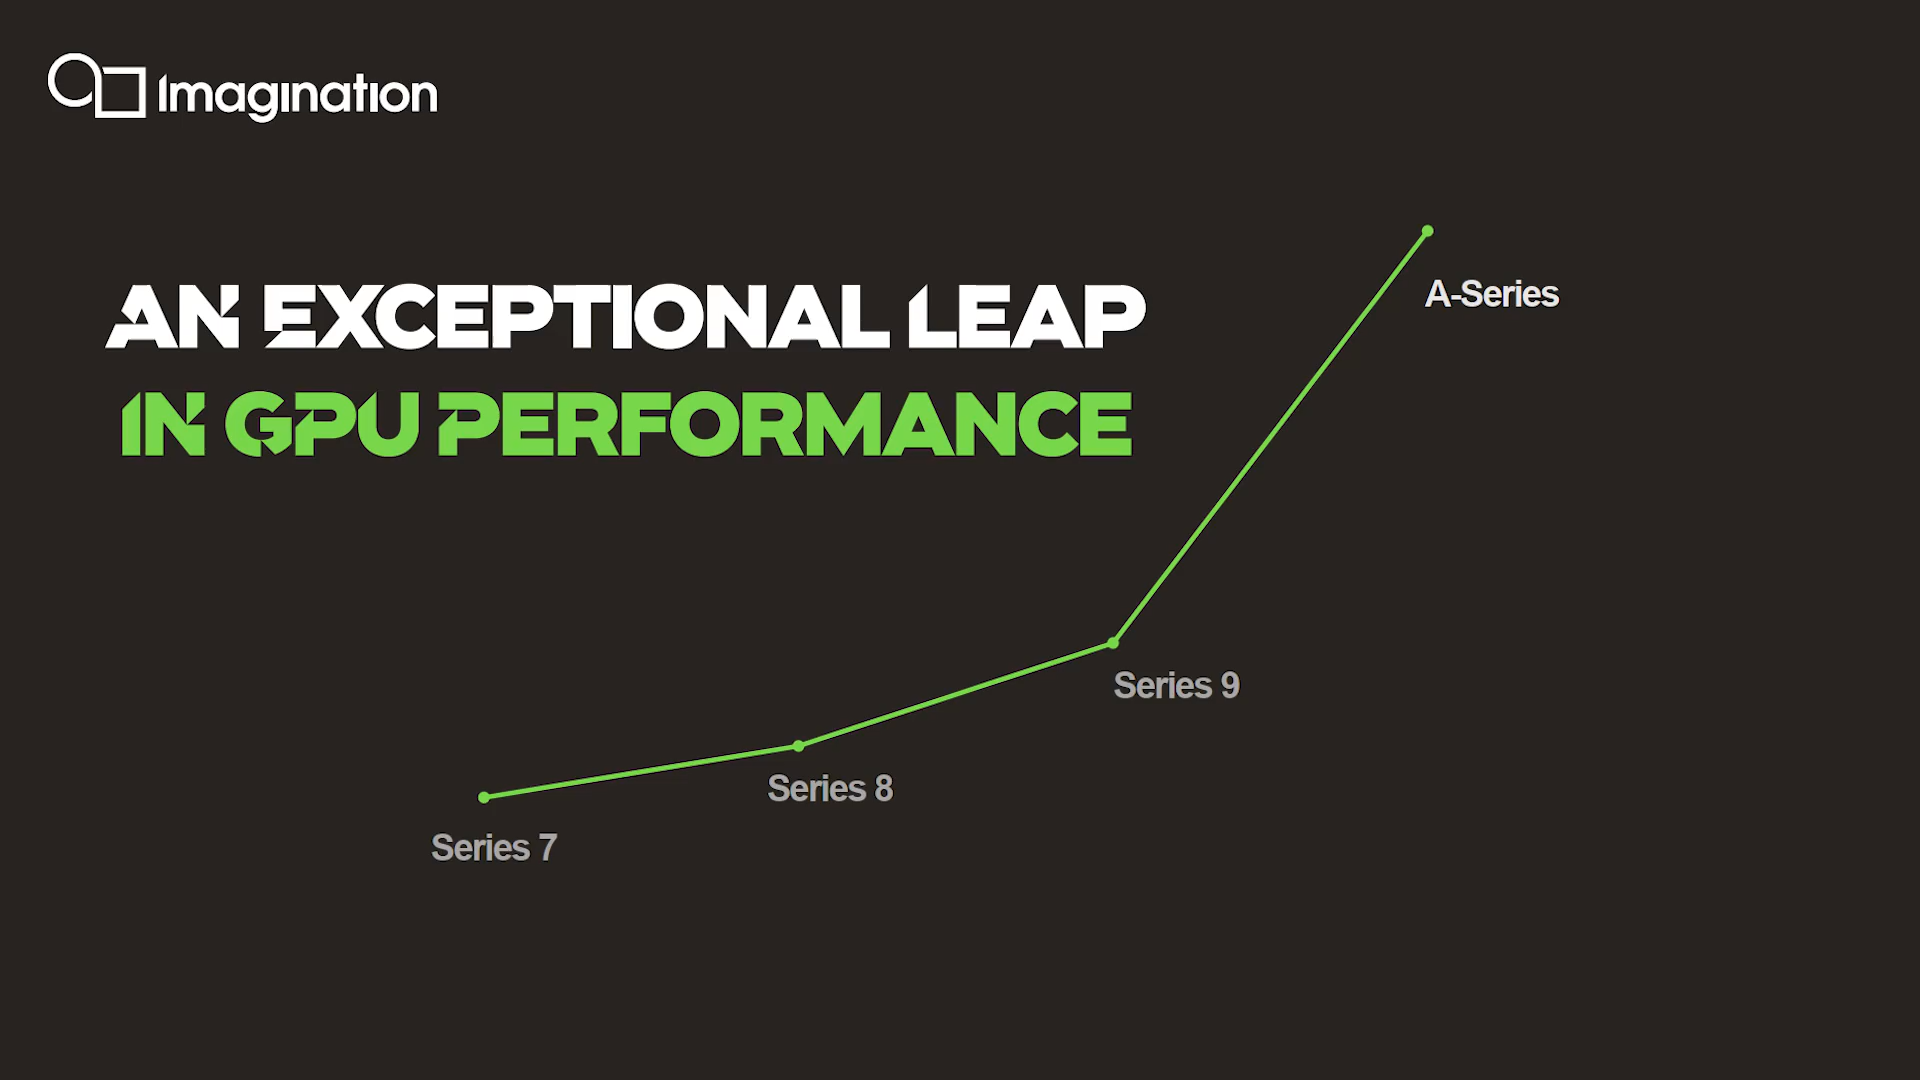 Imagination
AN EXCEPTIONAL LEAP
IN GPU PERFORMANCE
A-Series
Series 9
Series 8
Series 7